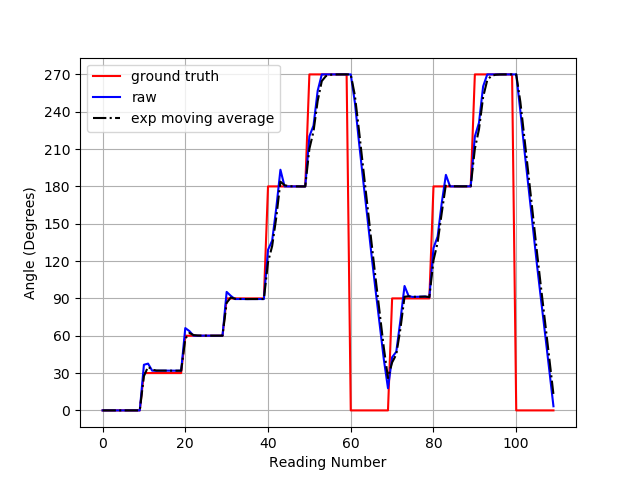 270
240
210
180
150
120
90
60
30
0
Angle (Degrees)
ground truth
raw
exp moving average
0 20 40 60 80 100
Reading Number